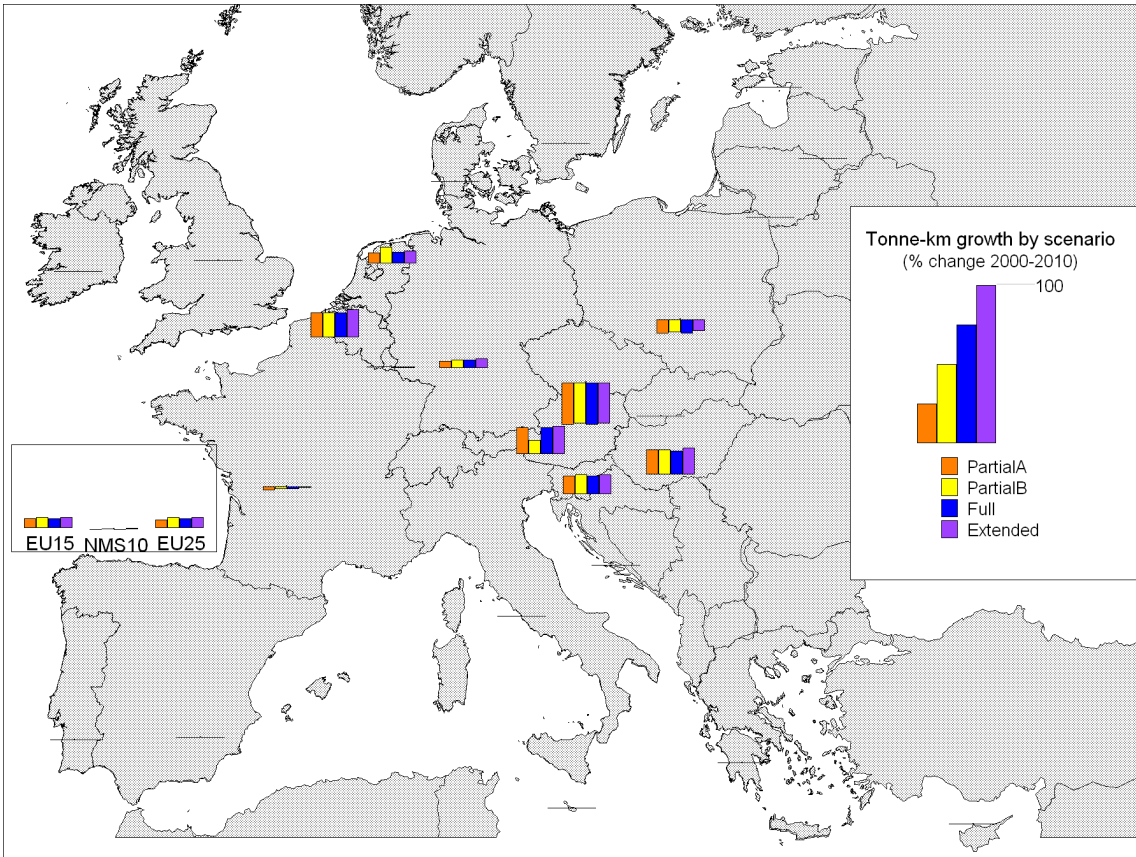 Tonne-km growth by scenario
(% change 2000-2010)
100
PartialA
PartialB
Full
Extended
EU15 NMS10 EU25